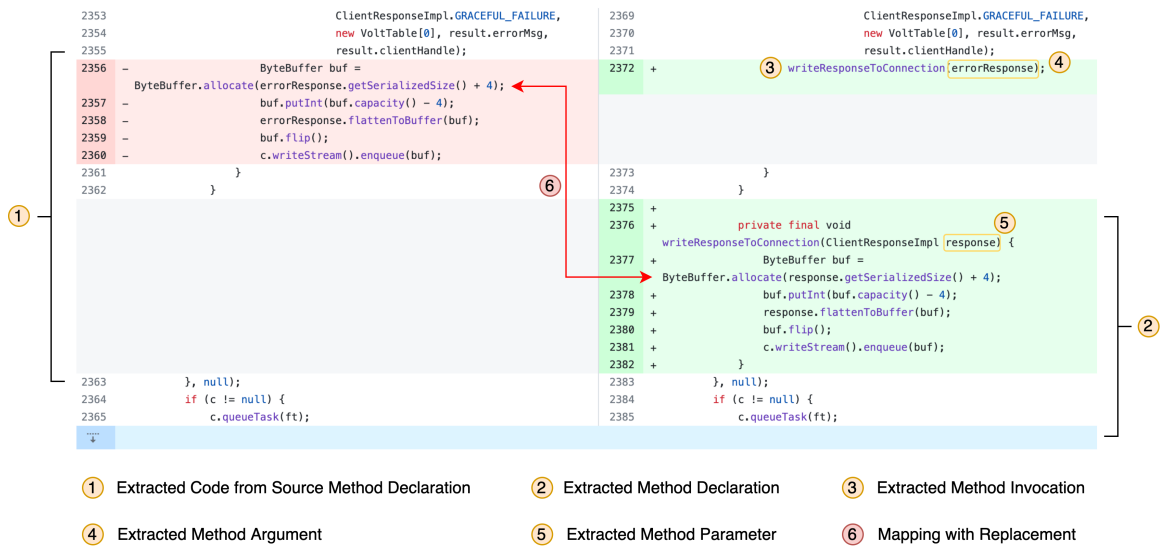 2353 ClientResponseImpl.GRACEFUL_FAILURE,
2354 new VoltTable[0], result.errorMsg,
2355 result.clientHandle);
2356 - ByteBuffer buf =
ByteBuffer.allocate(errorResponse.getSerializedSize() + 4);
2357 - buf.putInt(buf.capacity() - 4);
2358 - errorResponse.flattenToBuffer(buf);
2359 - buf.flip();
2360 - c.writeStream().enqueue(buf);
2361 }
2362 }
1
2363 }, null);
2364 if (c != null) {
2365 c.queueTask(ft);
6
2369 ClientResponseImpl.GRACEFUL_FAILURE,
2370 new VoltTable[0], result.errorMsg,
2371 result.clientHandle);
2372 + 3 writeResponseToConnection(errorResponse); 4
2373 }
2374 }
2375 +
2376 + private final void 5
writeResponseToConnection(ClientResponseImpl response) {
2377 + ByteBuffer buf =
ByteBuffer.allocate(response.getSerializedSize() + 4);
2378 + buf.putInt(buf.capacity() - 4);
2379 + response.flattenToBuffer(buf);
2380 + buf.flip();
2381 + c.writeStream().enqueue(buf);
2382 + }
2
2383 }, null);
2384 if (c != null) {
2385 c.queueTask(ft);
1 Extracted Code from Source Method Declaration
2 Extracted Method Declaration
3 Extracted Method Invocation
4 Extracted Method Argument
5 Extracted Method Parameter
6 Mapping with Replacement